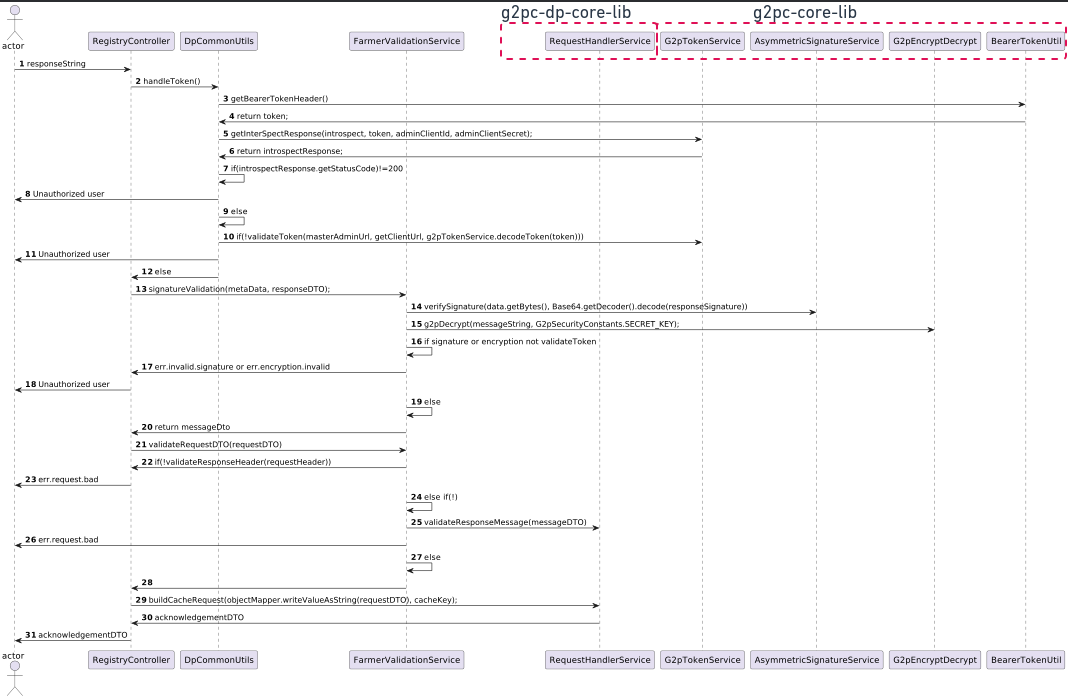 g2pc-dp-core-lib
g2pc-core-lib
actor
RegistryController
DpCommonUtils
FarmerValidationService
RequestHandlerService
G2pTokenService
AsymmetricSignatureService
G2pEncryptDecrypt
BearerTokenUtil
1 responseString
2 handleToken()
3 getBearerTokenHeader()
4 return token;
5 getInterSpectResponse(introspect, token, adminClientId, adminClientSecret);
6 return introspectResponse;
7 if(introspectResponse.getStatusCode)!=200
8 Unauthorized user
9 else
10 if(!validateToken(masterAdminUrl, getClientUrl, g2pTokenService.decodeToken(token)))
11 Unauthorized user
12 else
13 signatureValidation(metaData, responseDTO);
14 verifySignature(data.getBytes(), Base64.getDecoder().decode(responseSignature))
15 g2pDecrypt(messageString, G2pSecurityConstants.SECRET_KEY);
16 if signature or encryption not validateToken
17 err.invalid.signature or err.encryption.invalid
18 Unauthorized user
19 else
20 return messageDto
21 validateRequestDTO(requestDTO)
22 if(!validateResponseHeader(requestHeader))
23 err.request.bad
24 else if(!)
25 validateResponseMessage(messageDTO)
26 err.request.bad
27 else
28
29 buildCacheRequest(objectMapper.writeValueAsString(requestDTO), cacheKey);
30 acknowledgementDTO
31 acknowledgementDTO
actor
RegistryController
DpCommonUtils
FarmerValidationService
RequestHandlerService
G2pTokenService
AsymmetricSignatureService
G2pEncryptDecrypt
BearerTokenUtil